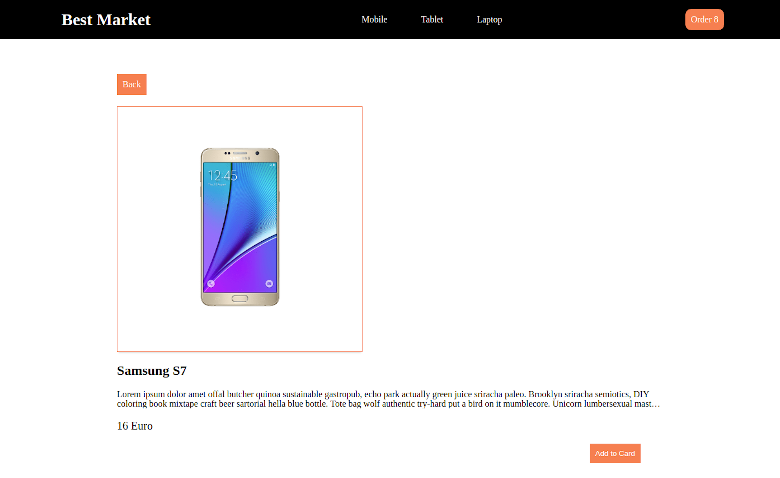 Best Market
Mobile
Tablet
Laptop
Order 8
Back
12:45
Samsung S7
Lorem ipsum dolor amet offal butcher quinoa sustainable gastropub, echo park actually green juice sriracha paleo. Brooklyn sriracha semiotics, DIY
coloring book mixtape craft beer sartorial hella blue bottle. Tote bag wolf authentic try-hard put a bird on it mumblecore. Unicorn lumbersexual mast…
16 Euro
Add to Card